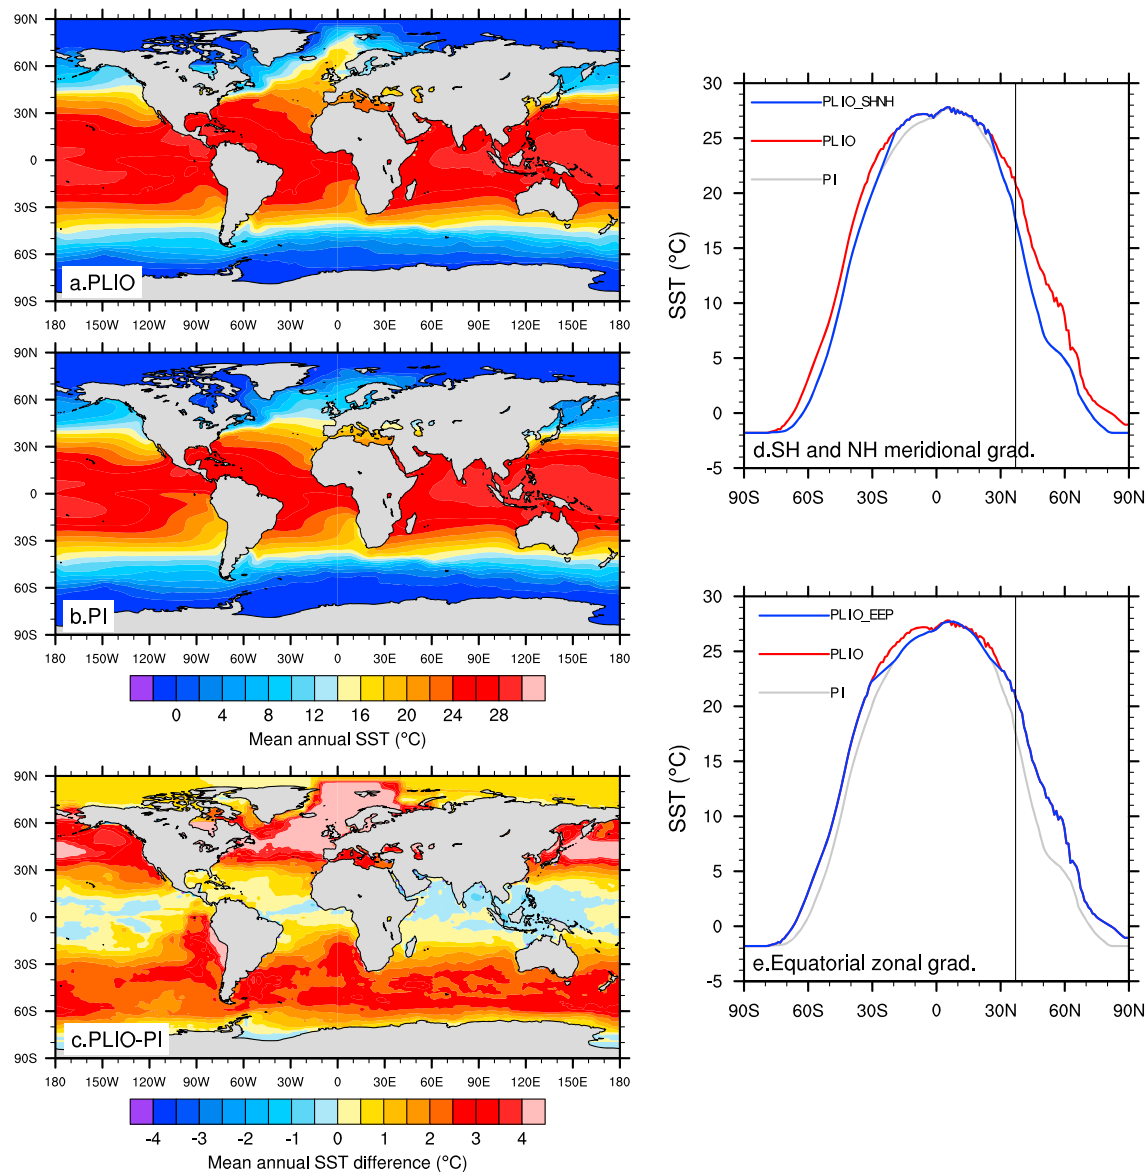 90N
60N
30N
0
30S
60S
90S
a.PLIO
180 150W 120W 90W 60W 30W 0 30E 60E 90E 120E 150E 180
90N
60N
30N
0
30S
60S
90S
b.PI
180 150W 120W 90W 60W 30W 0 30E 60E 90E 120E 150E 180
0 4 8 12 16 20 24 28
Mean annual SST (°C)
90N
60N
30N
0
30S
60S
90S
c.PLIO-PI
180 150W 120W 90W 60W 30W 0 30E 60E 90E 120E 150E 180
-4 -3 -2 -1 0 1 2 3 4
Mean annual SST difference (°C)
30
25
20
15
10
5
0
-5
SST (°C)
PLIO_SHNH
PLIO
PI
d.SH and NH meridional grad.
90S 60S 30S 0 30N 60N 90N
30
25
20
15
10
5
0
-5
SST (°C)
PLIO_EEP
PLIO
PI
e.Equatorial zonal grad.
90S 60S 30S 0 30N 60N 90N